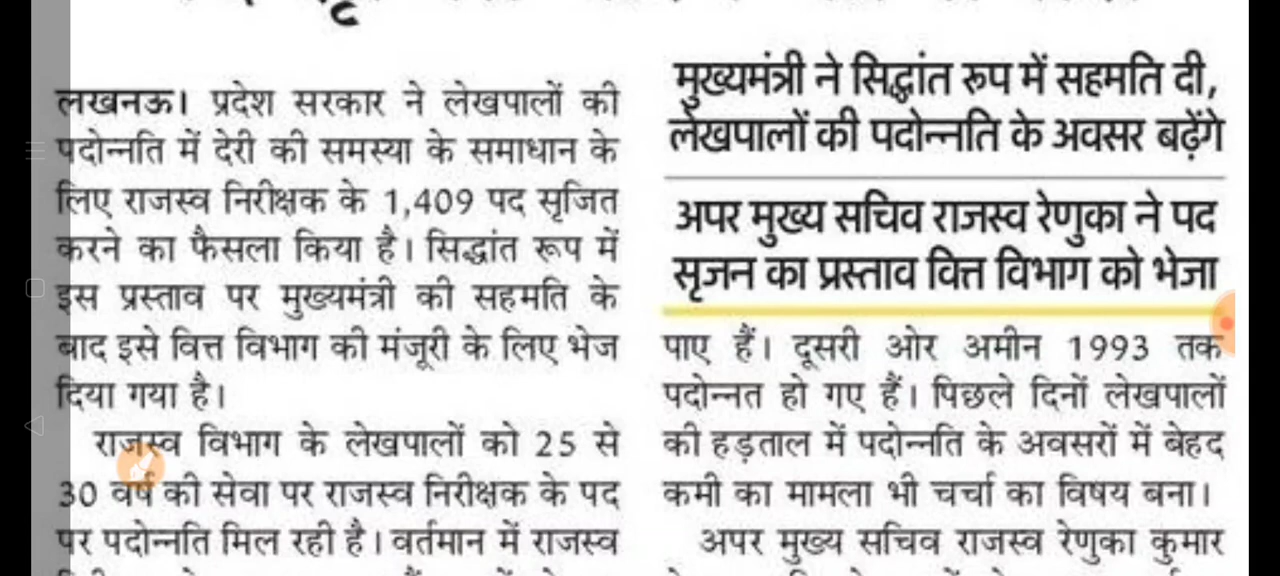 लखनऊ। प्रदेश सरकार ने लेखपालों की
पदोन्नति में देरी की समस्या के समाधान के
लिए राजस्व निरीक्षक के 1,409 पद सृजित
करने का फैसला किया है। सिद्धांत रूप में
इस प्रस्ताव पर मुख्यमंत्री की सहमति के
बाद इसे वित्त विभाग की मंजूरी के लिए भेज
दिया गया है।
राजस्व विभाग के लेखपालों को 25 से
30 वर्ष की सेवा पर राजस्व निरीक्षक के पद
पर पदोन्नति मिल रही है। वर्तमान में राजस्व
मुख्यमंत्री ने सिद्धांत रूप में सहमति दी,
लेखपालों की पदोन्नति के अवसर बढ़ेंगे
अपर मुख्य सचिव राजस्व रेणुका ने पद
सृजन का प्रस्ताव वित्त विभाग को भेजा
पाए हैं। दूसरी ओर अमीन 1993 तक
पदोन्नत हो गए हैं। पिछले दिनों लेखपालों
की हड़ताल में पदोन्नति के अवसरों में बेहद
कमी का मामला भी चर्चा का विषय बना।
अपर मुख्य सचिव राजस्व रेणुका कुमार